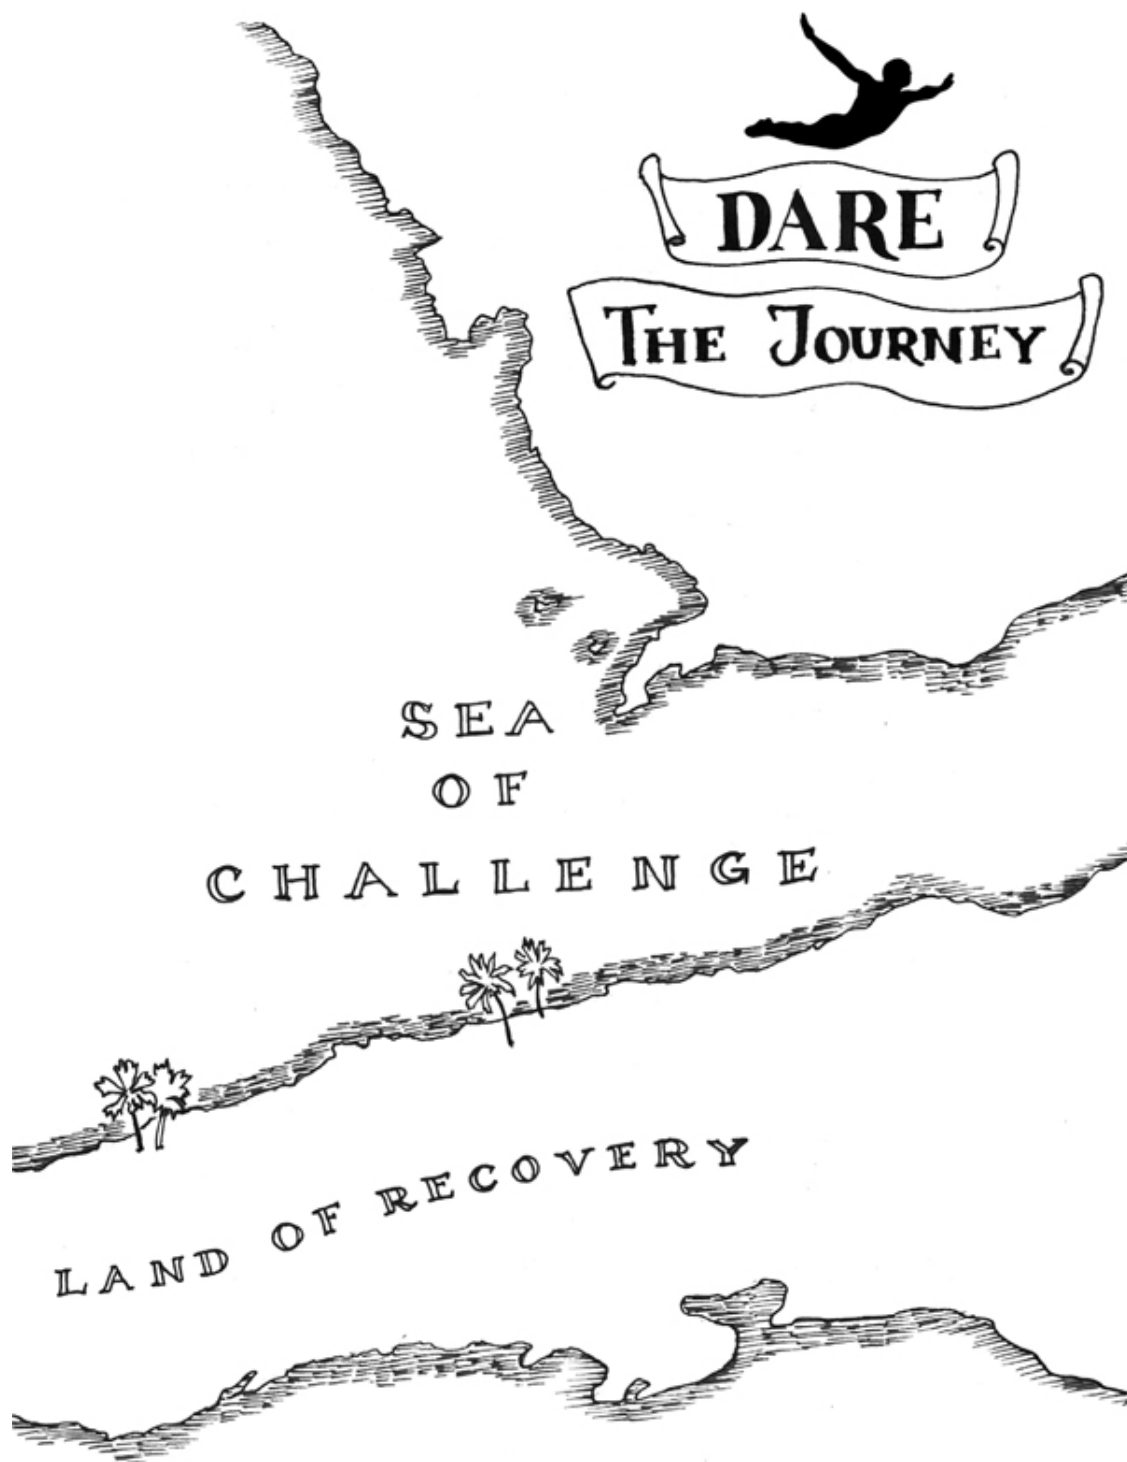 DARE
THE JOURNEY
SEA
OF
CHALLENGE
LAND OF RECOVERY